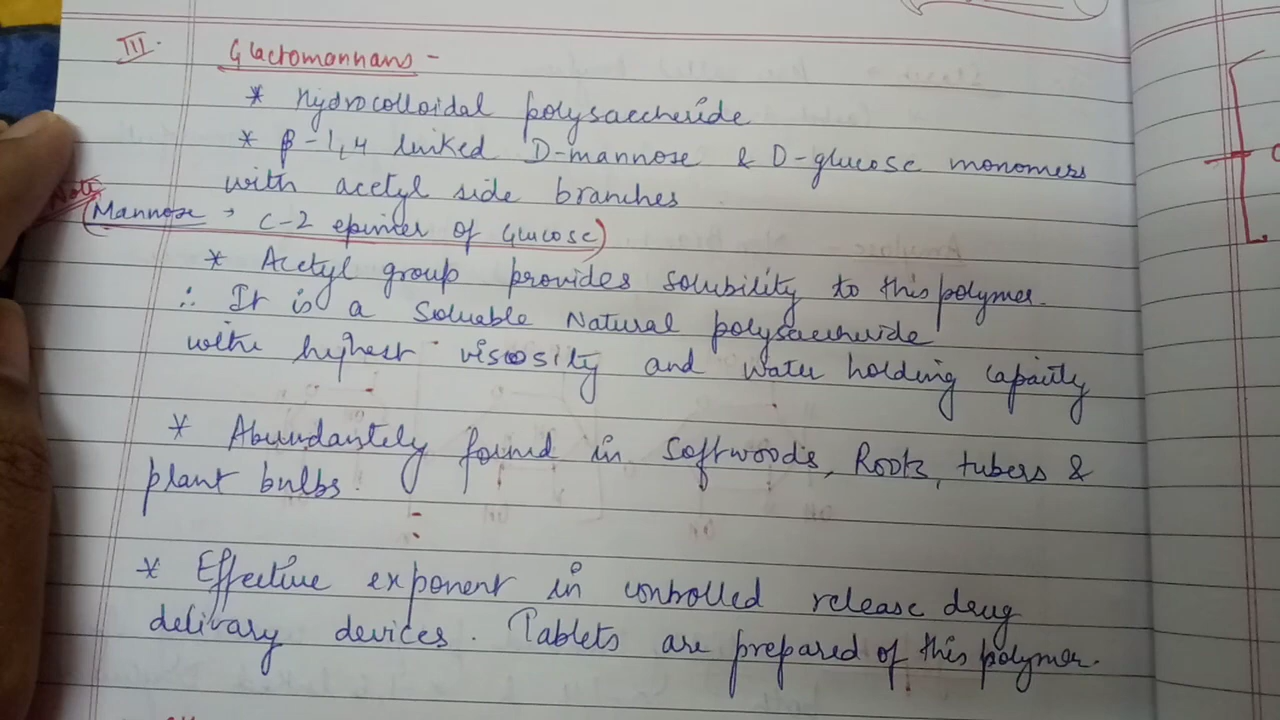 III. Glactomannans -
* Hydrocolloidal polysaccheride
* β-1,4 linked D-mannose & D-glucose monomers
with acetyl side branches
Note
(Mannose → C-2 epimer of Glucose)
* Acetyl group provides solubility to this polymer.
∴ It is a Soluable Natural polysaccheride
with highest viscosity and water holding capacity
* Abundantely found in Softwoods, Roots, tubers &
plant bulbs.
* Effective exponent in controlled release drug
delivary devices. Tablets are prepared of this polymer.